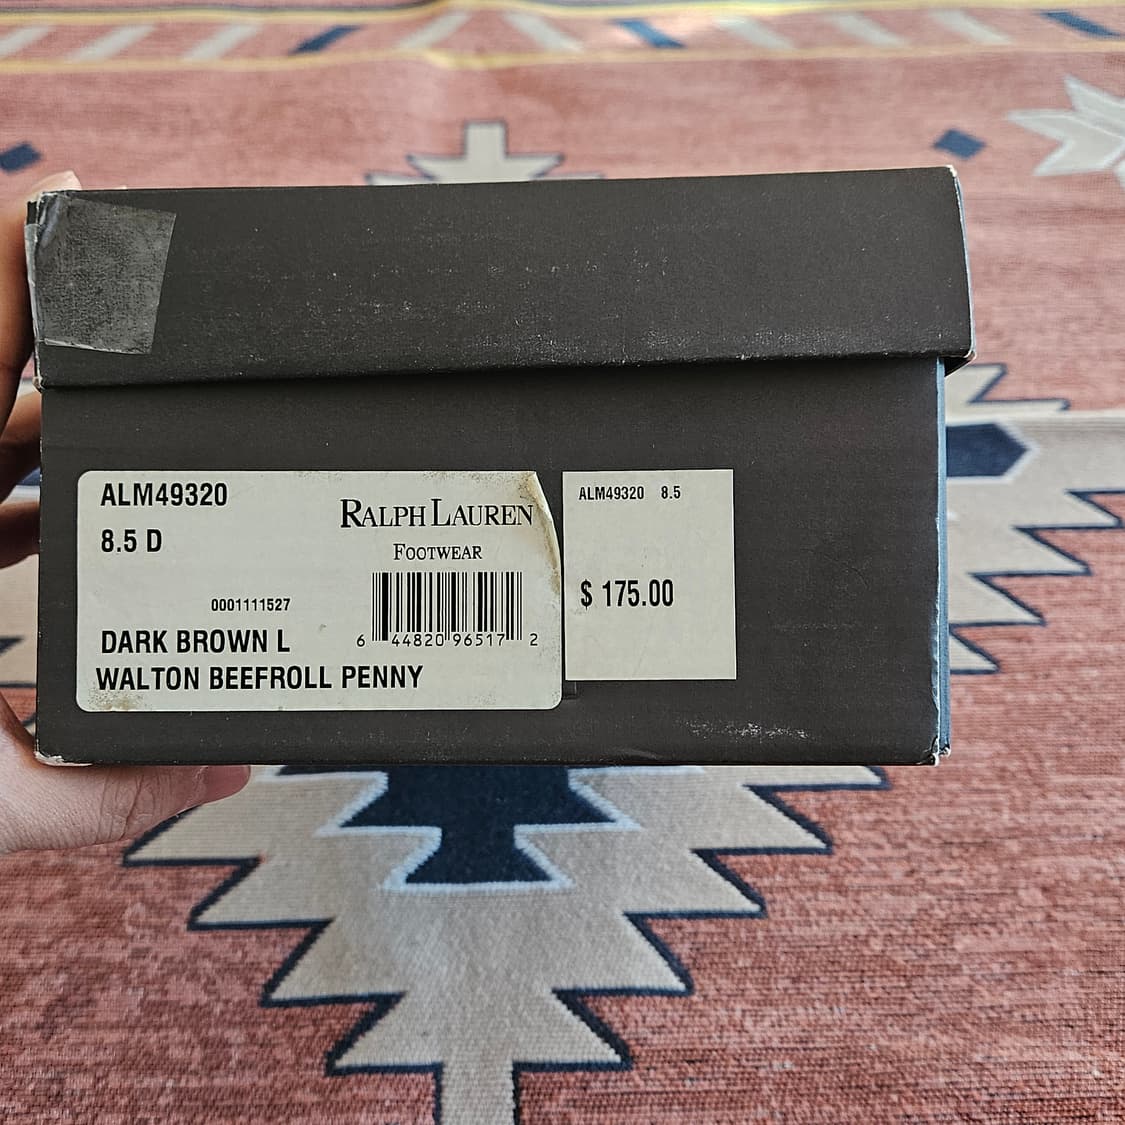 ALM49320
8.5 D
RALPH LAUREN
FOOTWEAR
0001111527
6 44820 96517 2
DARK BROWN L
WALTON BEEFROLL PENNY
ALM49320 8.5
$ 175.00